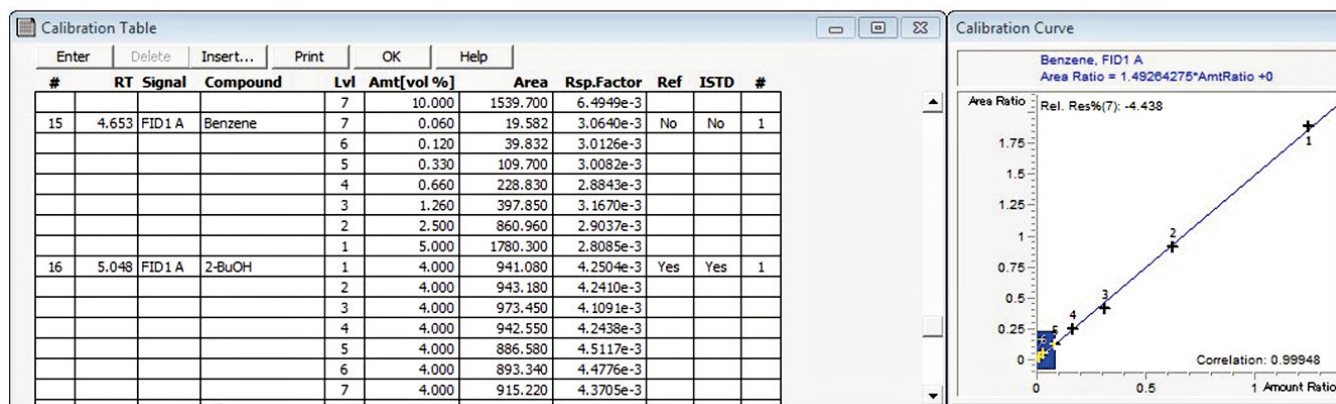 Calibration Table
Enter Delete Insert... Print OK Help
# RT Signal Compound Lvl Amt[vol %] Area Rsp.Factor Ref ISTD #
7 10.000 1539.700 6.4949e-3
15 4.653 FID1 A Benzene 7 0.060 19.582 3.0640e-3 No No 1
6 0.120 39.832 3.0126e-3
5 0.330 109.700 3.0082e-3
4 0.660 228.830 2.8843e-3
3 1.260 397.850 3.1670e-3
2 2.500 860.960 2.9037e-3
1 5.000 1780.300 2.8085e-3
16 5.048 FID1 A 2-BuOH 1 4.000 941.080 4.2504e-3 Yes Yes 1
2 4.000 943.180 4.2410e-3
3 4.000 973.450 4.1091e-3
4 4.000 942.550 4.2438e-3
5 4.000 886.580 4.5117e-3
6 4.000 893.340 4.4776e-3
7 4.000 915.220 4.3705e-3
Calibration Curve
Benzene, FID1 A
Area Ratio = 1.49264275*AmtRatio +0
Area Ratio
Rel. Res%(7): -4.438
1.75
1.5
1.25
1
0.75
0.5
0.25
0
1
2
3
4
5
6
Correlation: 0.99948
0 0.5 1 Amount Ratio